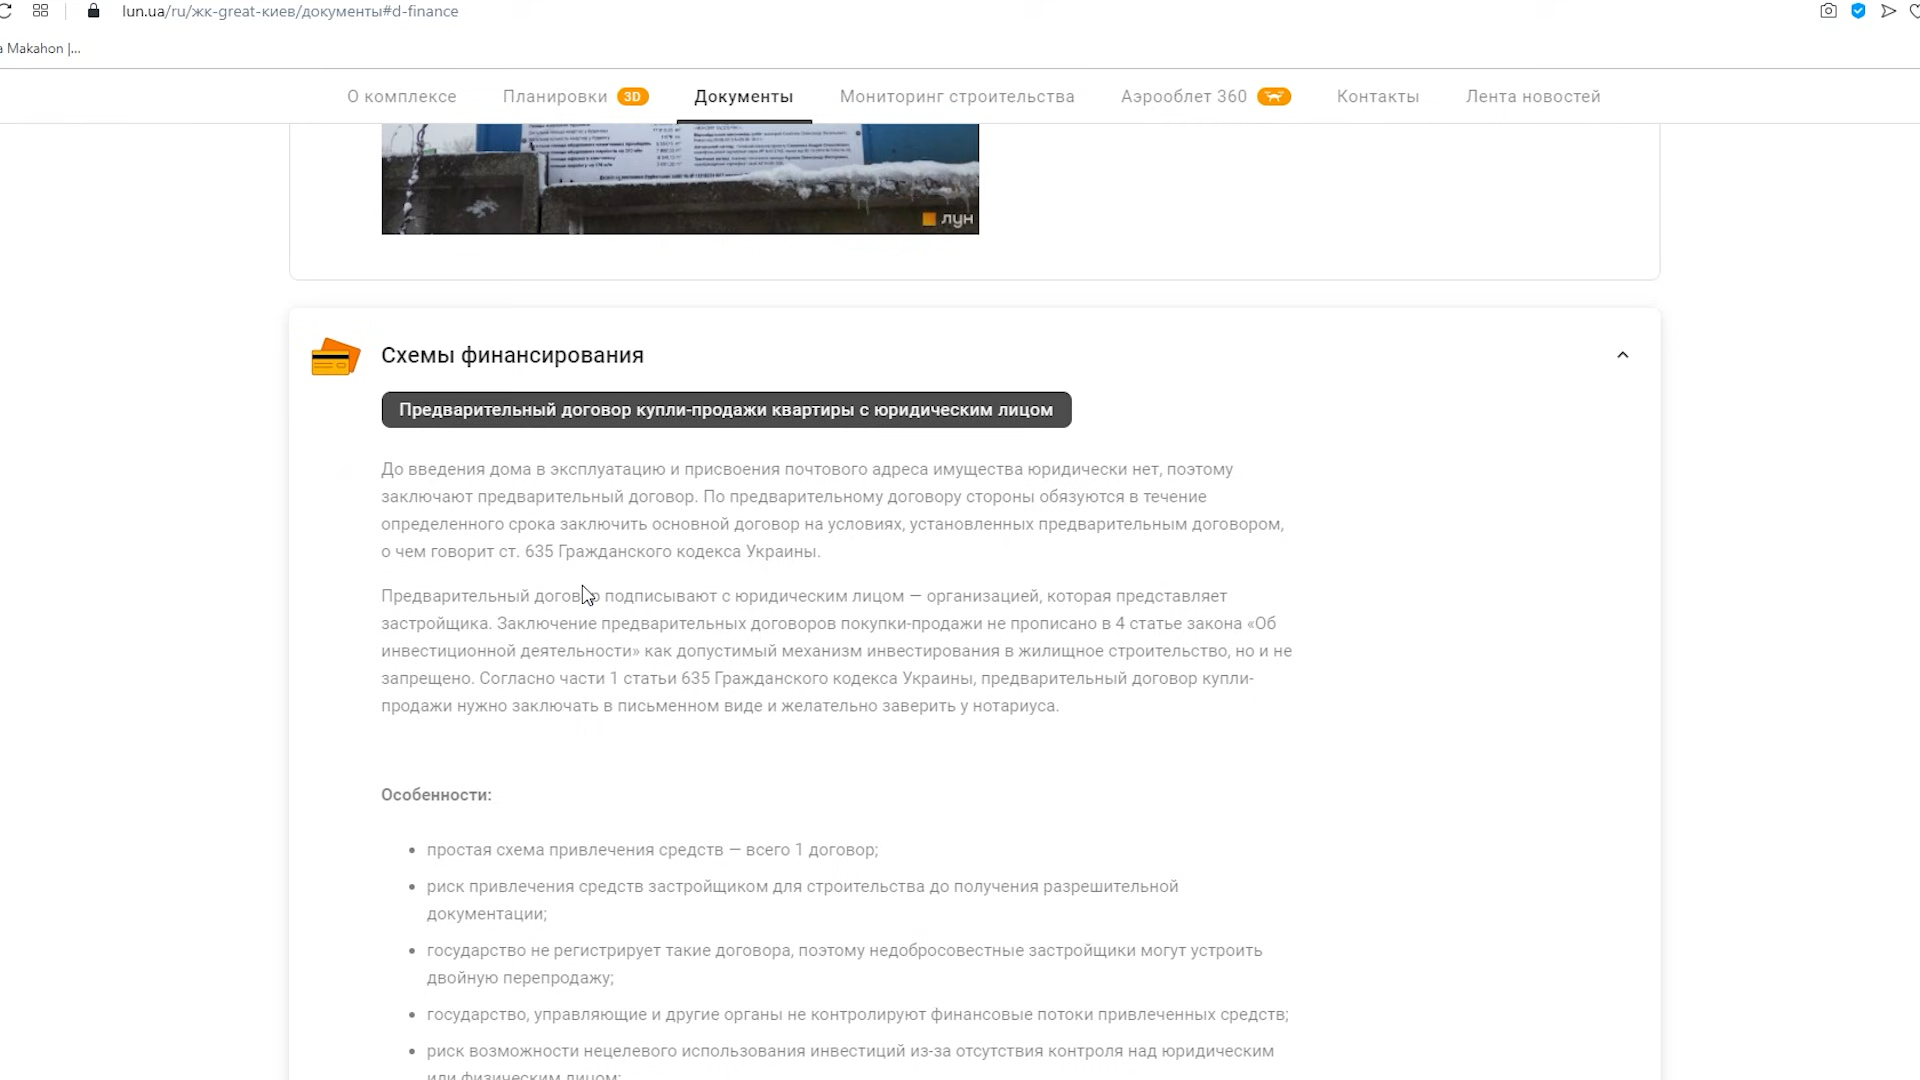 lun.ua/ru/жк-great-киев/документы#d-finance
a Makahon |...
О комплексе Планировки 3D Документы Мониторинг строительства Аэрооблет 360 Контакты Лента новостей
лун
Схемы финансирования
Предварительный договор купли-продажи квартиры с юридическим лицом
До введения дома в эксплуатацию и присвоения почтового адреса имущества юридически нет, поэтому
заключают предварительный договор. По предварительному договору стороны обязуются в течение
определенного срока заключить основной договор на условиях, установленных предварительным договором,
о чем говорит ст. 635 Гражданского кодекса Украины.
Предварительный договор подписывают с юридическим лицом — организацией, которая представляет
застройщика. Заключение предварительных договоров покупки-продажи не прописано в 4 статье закона «Об
инвестиционной деятельности» как допустимый механизм инвестирования в жилищное строительство, но и не
запрещено. Согласно части 1 статьи 635 Гражданского кодекса Украины, предварительный договор купли-
продажи нужно заключать в письменном виде и желательно заверить у нотариуса.
Особенности:
• простая схема привлечения средств — всего 1 договор;
• риск привлечения средств застройщиком для строительства до получения разрешительной
документации;
• государство не регистрирует такие договора, поэтому недобросовестные застройщики могут устроить
двойную перепродажу;
• государство, управляющие и другие органы не контролируют финансовые потоки привлеченных средств;
• риск возможности нецелевого использования инвестиций из-за отсутствия контроля над юридическим
или физическим лицом;